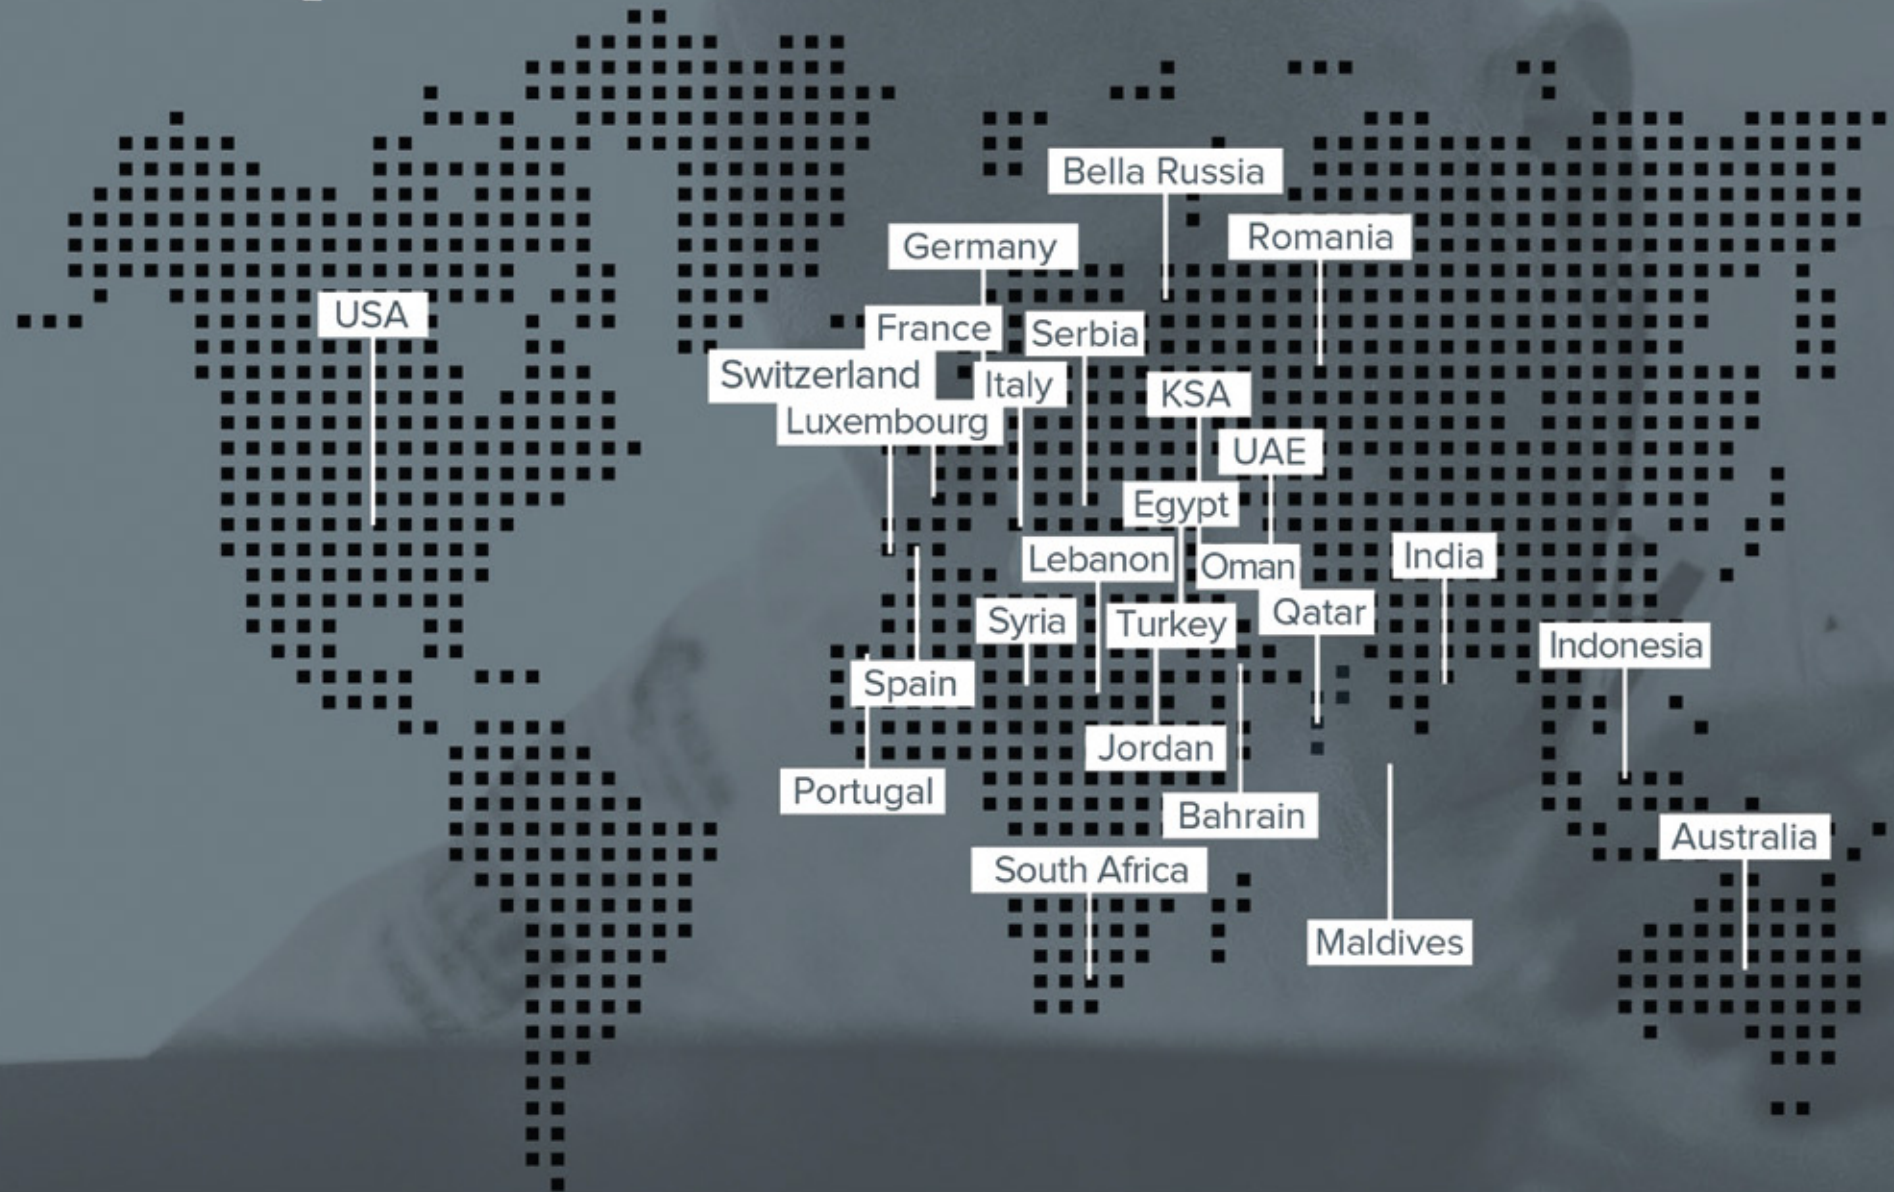 Bella Russia
Romania
Germany
USA
France
Serbia
Switzerland
Italy
KSA
Luxembourg
UAE
Egypt
Lebanon
Oman
India
Qatar
Syria
Turkey
Indonesia
Spain
Jordan
Portugal
Bahrain
Australia
South Africa
Maldives